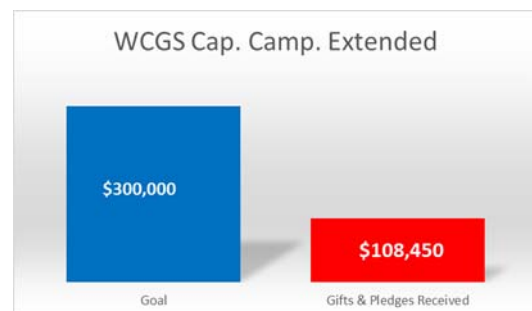 WCGS Cap. Camp. Extended
$300,000
$108,450
Goal
Gifts & Pledges Received